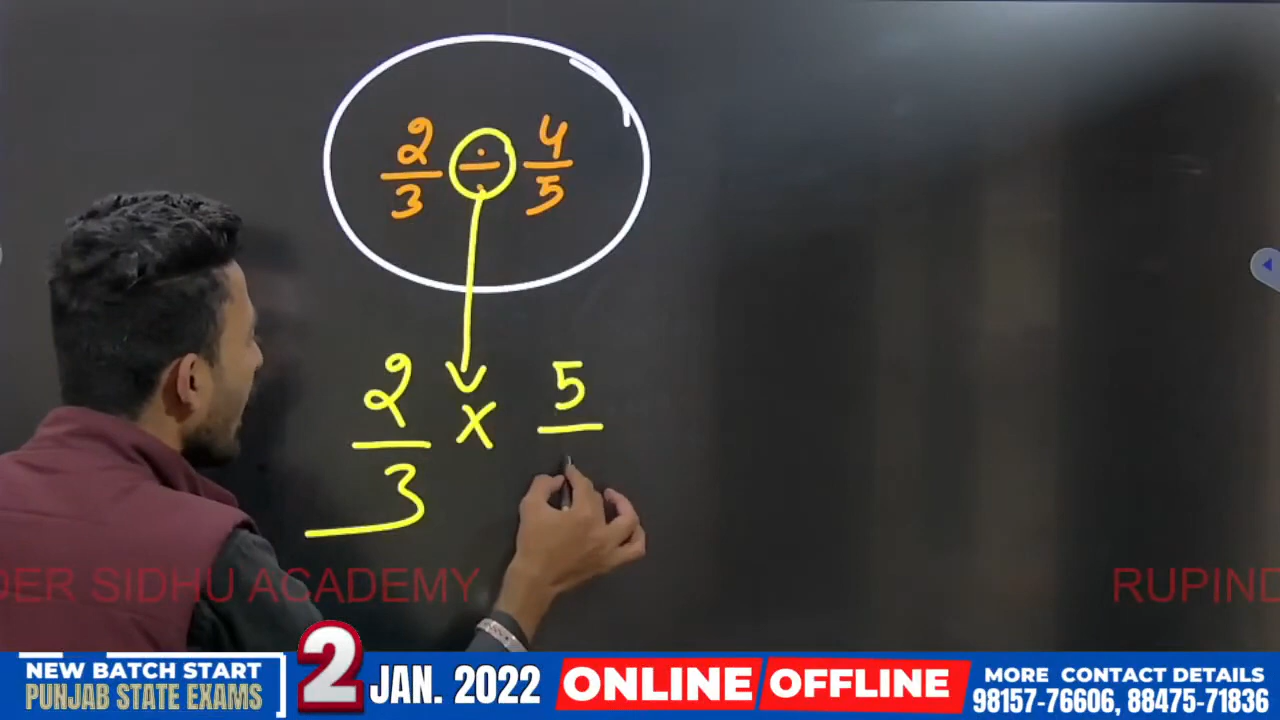 2/3 ÷ 4/5
2/3 × 5/
DER SIDHU ACADEMY
RUPIND
NEW BATCH START
PUNJAB STATE EXAMS
2 JAN. 2022
ONLINE OFFLINE
MORE CONTACT DETAILS
98157-76606, 88475-71836